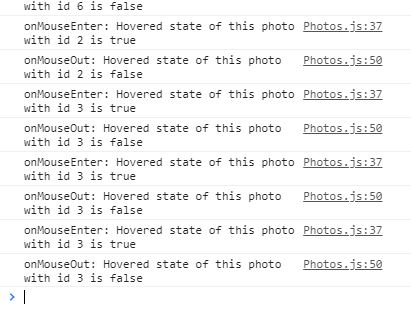 with id 6 is false
onMouseEnter: Hovered state of this photo Photos.js:37
with id 2 is true
onMouseOut: Hovered state of this photo Photos.js:50
with id 2 is false
onMouseEnter: Hovered state of this photo Photos.js:37
with id 3 is true
onMouseOut: Hovered state of this photo Photos.js:50
with id 3 is false
onMouseEnter: Hovered state of this photo Photos.js:37
with id 3 is true
onMouseOut: Hovered state of this photo Photos.js:50
with id 3 is false
onMouseEnter: Hovered state of this photo Photos.js:37
with id 3 is true
onMouseOut: Hovered state of this photo Photos.js:50
with id 3 is false